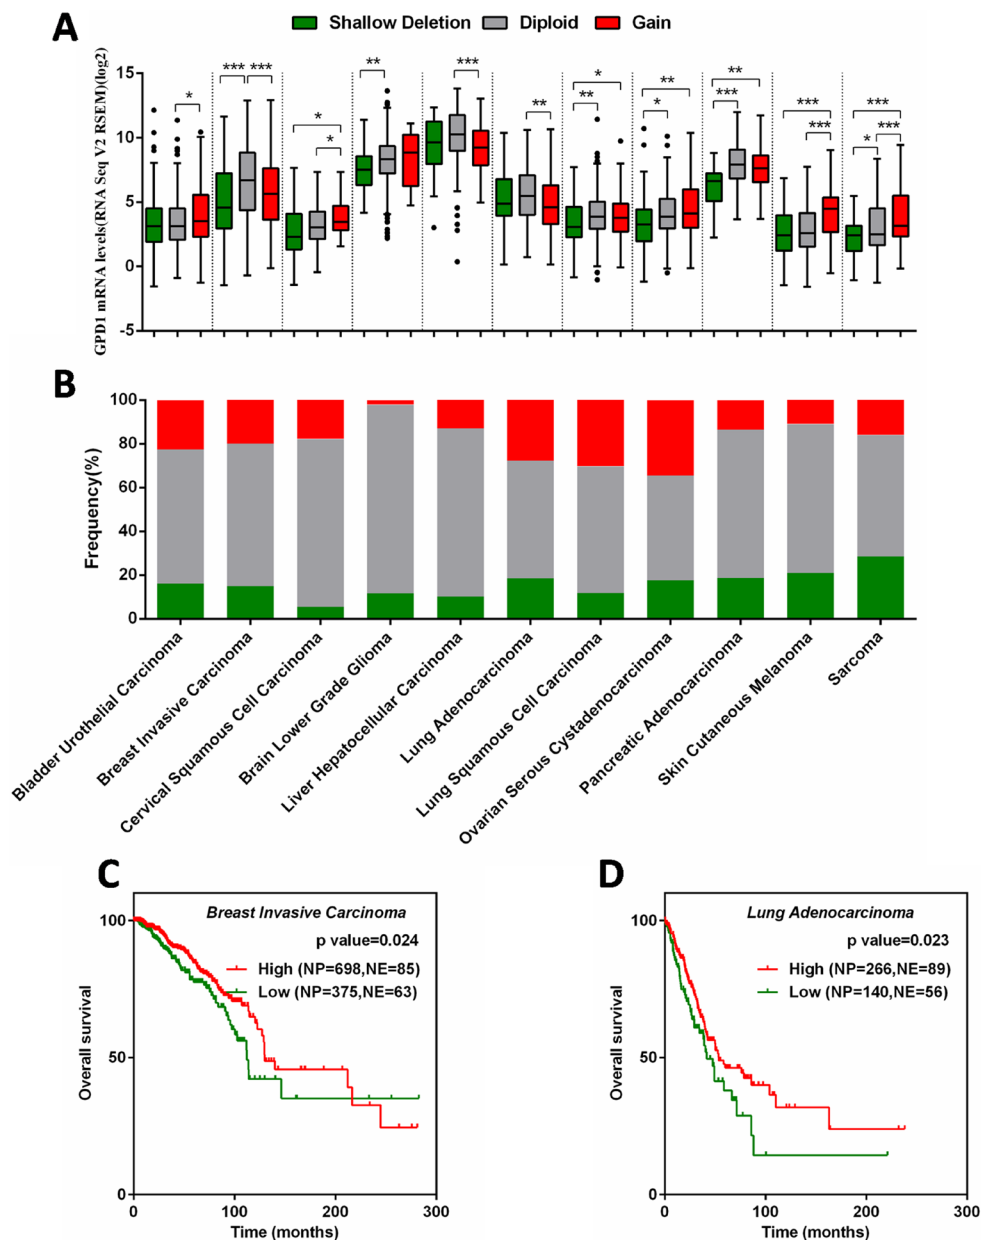 A
Shallow Deletion Diploid Gain
GPD1 mRNA levels(RNA Seq V2 RSEM)(log2)
15
10
5
0
-5
* *** *** * * ** *** ** * ** ** * ** *** *** *** *** * ***
B
Frequency(%)
100
80
60
40
20
0
Bladder Urothelial Carcinoma
Breast Invasive Carcinoma
Cervical Squamous Cell Carcinoma
Brain Lower Grade Glioma
Liver Hepatocellular Carcinoma
Lung Adenocarcinoma
Lung Squamous Cell Carcinoma
Ovarian Serous Cystadenocarcinoma
Pancreatic Adenocarcinoma
Skin Cutaneous Melanoma
Sarcoma
C
Breast Invasive Carcinoma
p value=0.024
High (NP=698,NE=85)
Low (NP=375,NE=63)
Overall survival
100
50
0
0 100 200 300
Time (months)
D
Lung Adenocarcinoma
p value=0.023
High (NP=266,NE=89)
Low (NP=140,NE=56)
Overall survival
100
50
0
0 100 200 300
Time (months)